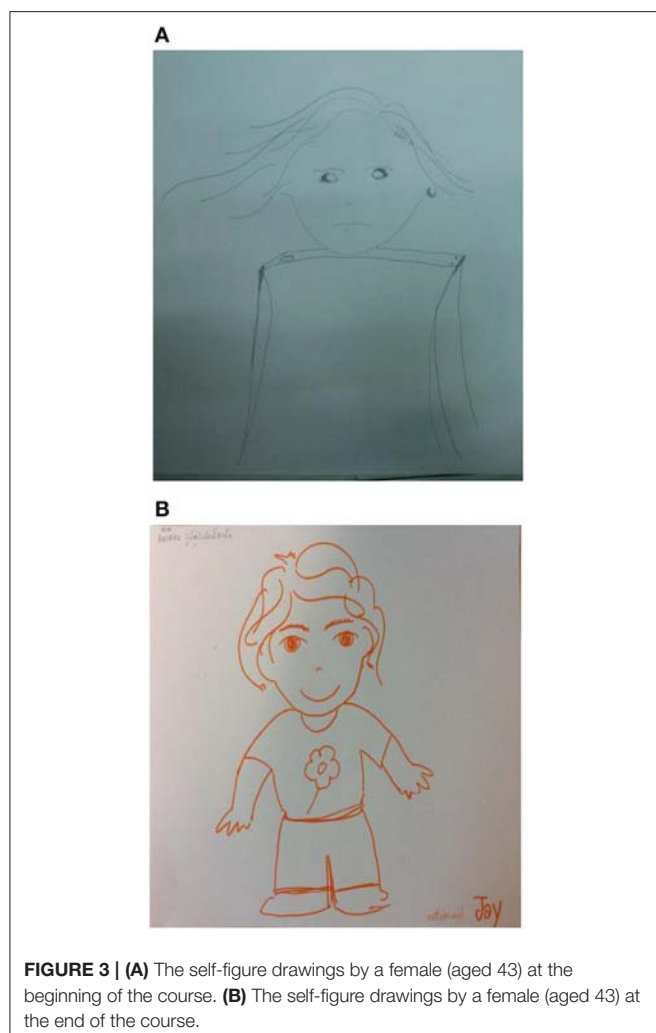 A
B
Jay
FIGURE 3 | (A) The self-figure drawings by a female (aged 43) at the
beginning of the course. (B) The self-figure drawings by a female (aged 43) at
the end of the course.